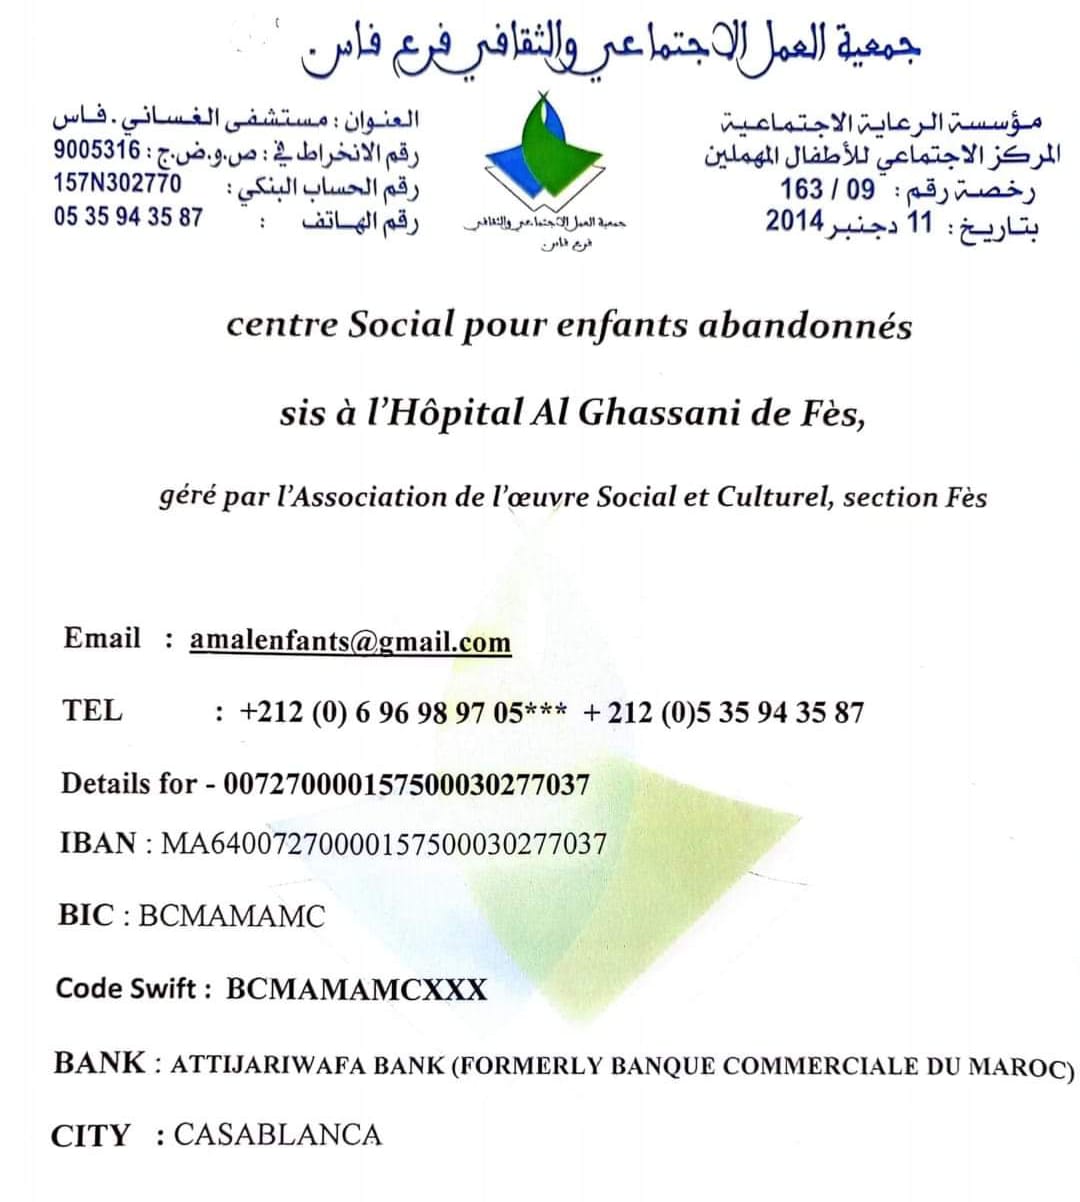 جمعية العمل الاجتماعي والثقافي فرع فاس.
مؤسسة الرعاية الاجتماعية
المركز الاجتماعي للأطفال المهملين
رخصة رقم: 09 / 163
بتاريخ: 11 دجنبر 2014
جمعية العمل الاجتماعي والثقافي
فرع فاس
العنوان: مستشفى الغساني. فاس
رقم الانخراط في: ص.و.ض.ج: 9005316
رقم الحساب البنكي: 157N302770
رقم الهاتف : 05 35 94 35 87
centre Social pour enfants abandonnés
sis à l'Hôpital Al Ghassani de Fès,
géré par l'Association de l'œuvre Social et Culturel, section Fès
Email : amalenfants@gmail.com
TEL : +212 (0) 6 96 98 97 05*** + 212 (0)5 35 94 35 87
Details for - 007270000157500030277037
IBAN : MA64007270000157500030277037
BIC : BCMAMAMC
Code Swift : BCMAMAMCXXX
BANK : ATTIJARIWAFA BANK (FORMERLY BANQUE COMMERCIALE DU MAROC)
CITY : CASABLANCA